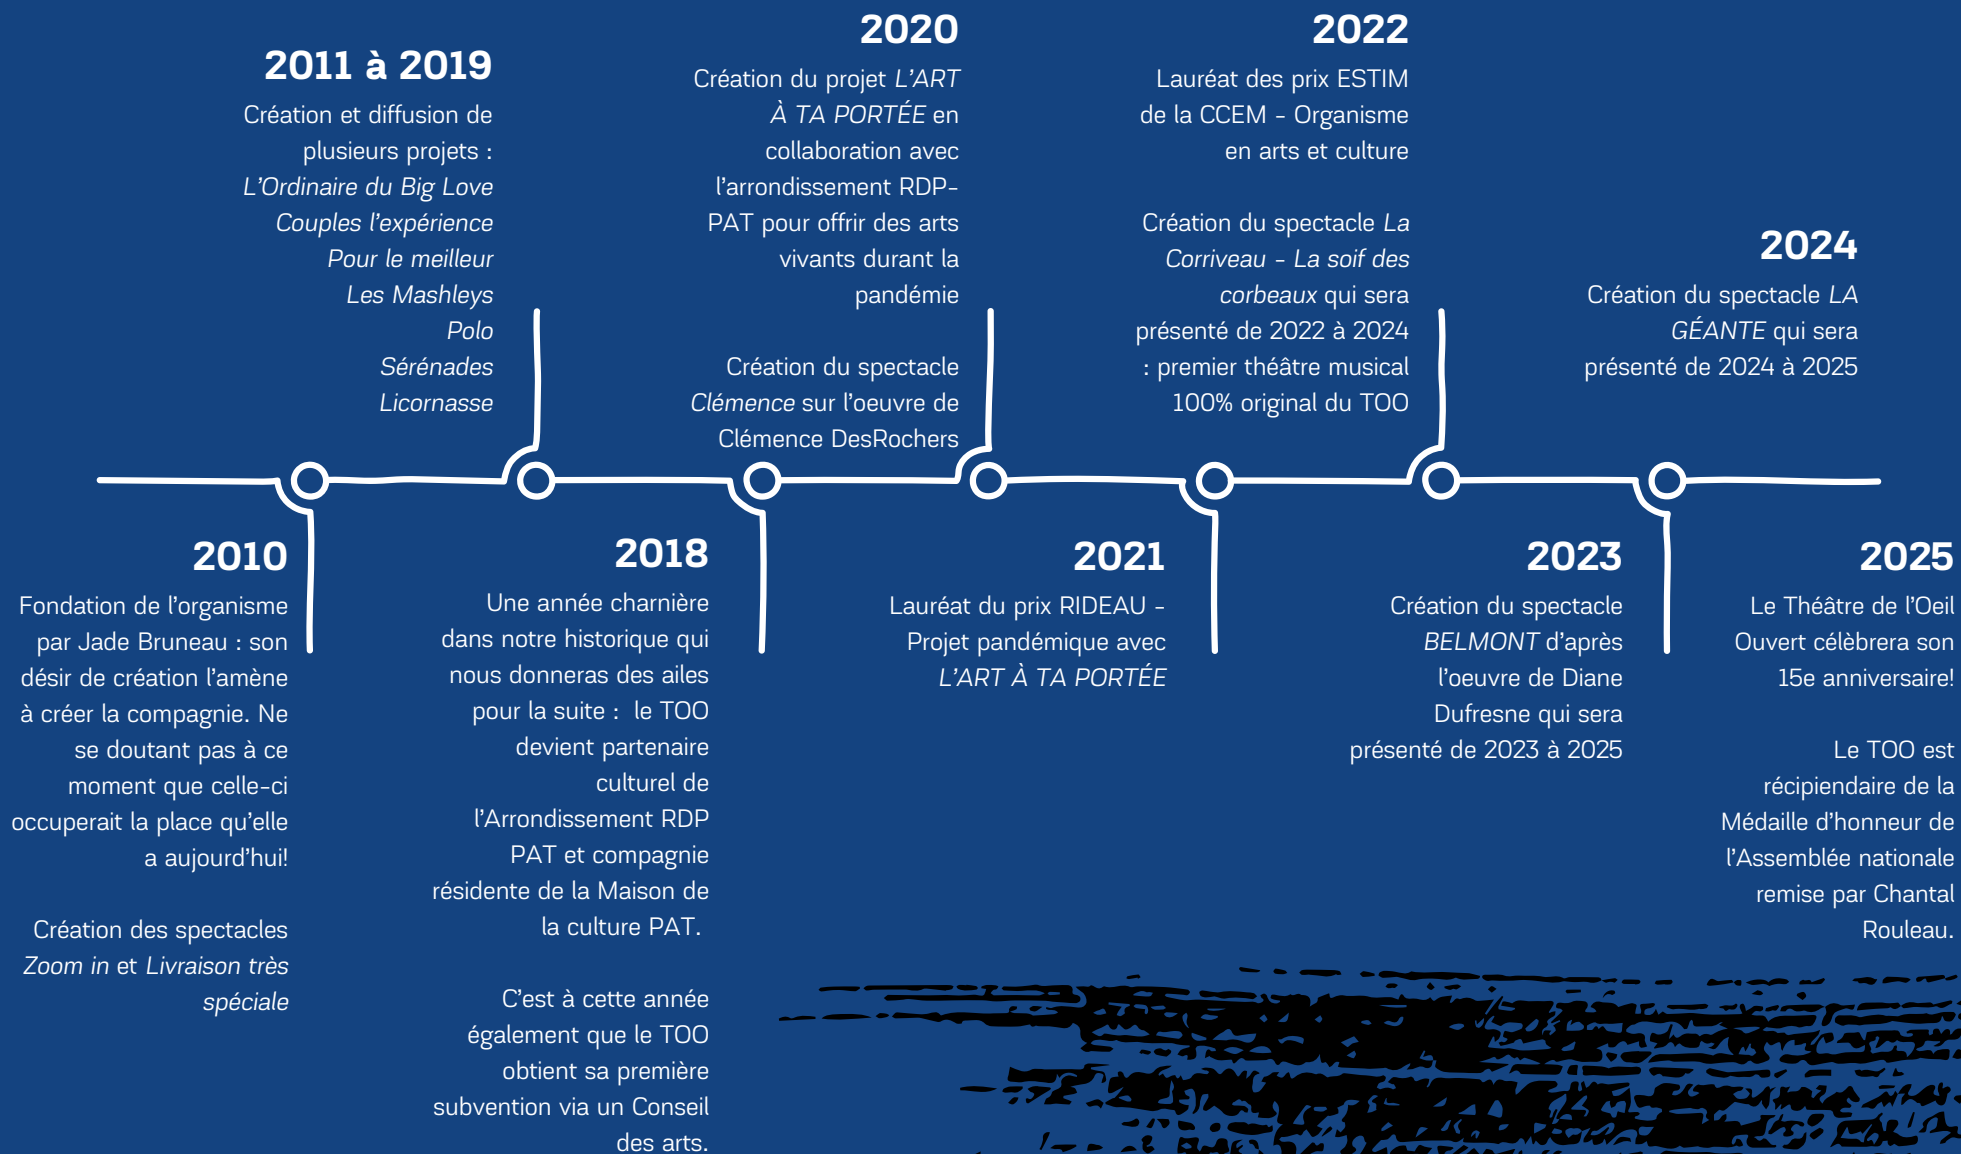 2010
Fondation de l'organisme
par Jade Bruneau : son
désir de création l'amène
à créer la compagnie. Ne
se doutant pas à ce
moment que celle-ci
occuperait la place qu'elle
a aujourd'hui!
Création des spectacles
Zoom in et Livraison très
spéciale
2011 à 2019
Création et diffusion de
plusieurs projets :
L'Ordinaire du Big Love
Couples l'expérience
Pour le meilleur
Les Mashleys
Polo
Sérénades
Licornasse
2018
Une année charnière
dans notre historique qui
nous donneras des ailes
pour la suite : le TOO
devient partenaire
culturel de
l'Arrondissement RDP
PAT et compagnie
résidente de la Maison de
la culture PAT.
C'est à cette année
également que le TOO
obtient sa première
subvention via un Conseil
des arts.
2020
Création du projet L'ART
À TA PORTÉE en
collaboration avec
l'arrondissement RDP-
PAT pour offrir des arts
vivants durant la
pandémie
Création du spectacle
Clémence sur l'oeuvre de
Clémence DesRochers
2021
Lauréat du prix RIDEAU -
Projet pandémique avec
L'ART À TA PORTÉE
2022
Lauréat des prix ESTIM
de la CCEM - Organisme
en arts et culture
Création du spectacle La
Corriveau - La soif des
corbeaux qui sera
présenté de 2022 à 2024
: premier théâtre musical
100% original du TOO
2023
Création du spectacle
BELMONT d'après
l'oeuvre de Diane
Dufresne qui sera
présenté de 2023 à 2025
2024
Création du spectacle LA
GÉANTE qui sera
présenté de 2024 à 2025
2025
Le Théâtre de l'Oeil
Ouvert célèbrera son
15e anniversaire!
Le TOO est
récipiendaire de la
Médaille d'honneur de
l'Assemblée nationale
remise par Chantal
Rouleau.